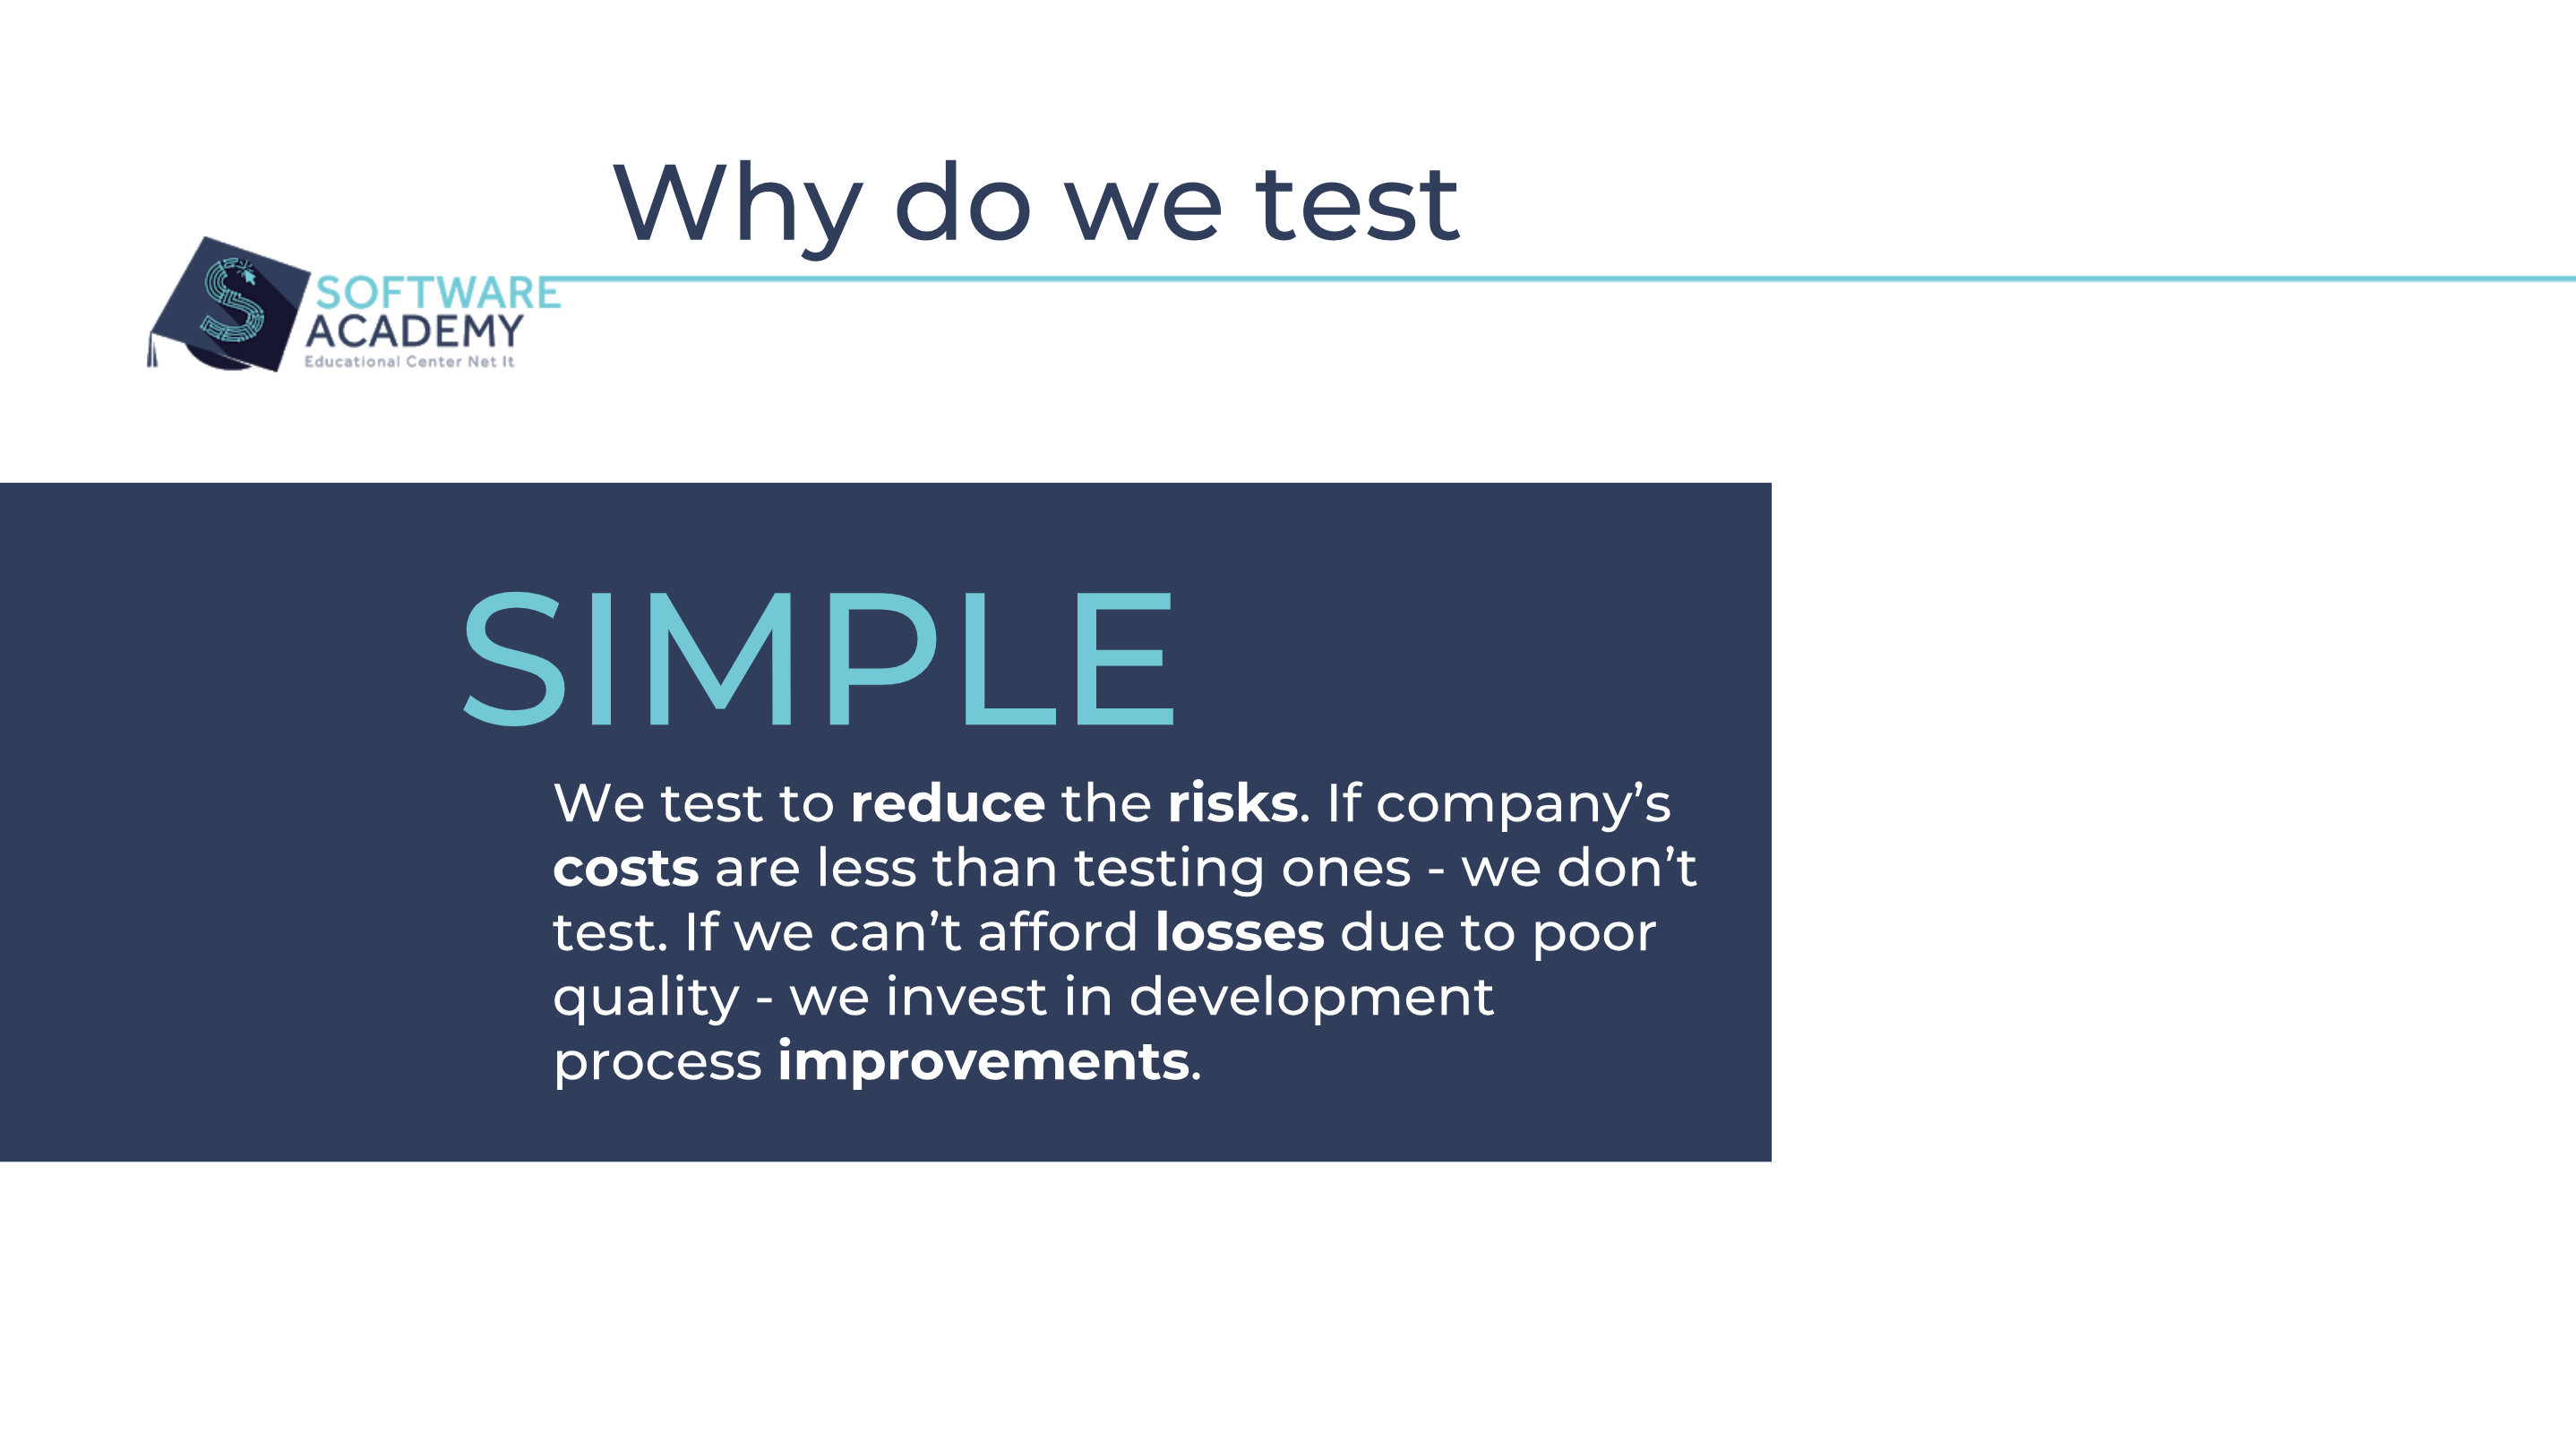 Why do we test
SOFTWARE
ACADEMY
Educational Center Net It
SIMPLE
We test to reduce the risks. If company’s
costs are less than testing ones - we don’t
test. If we can’t afford losses due to poor
quality - we invest in development
process improvements.